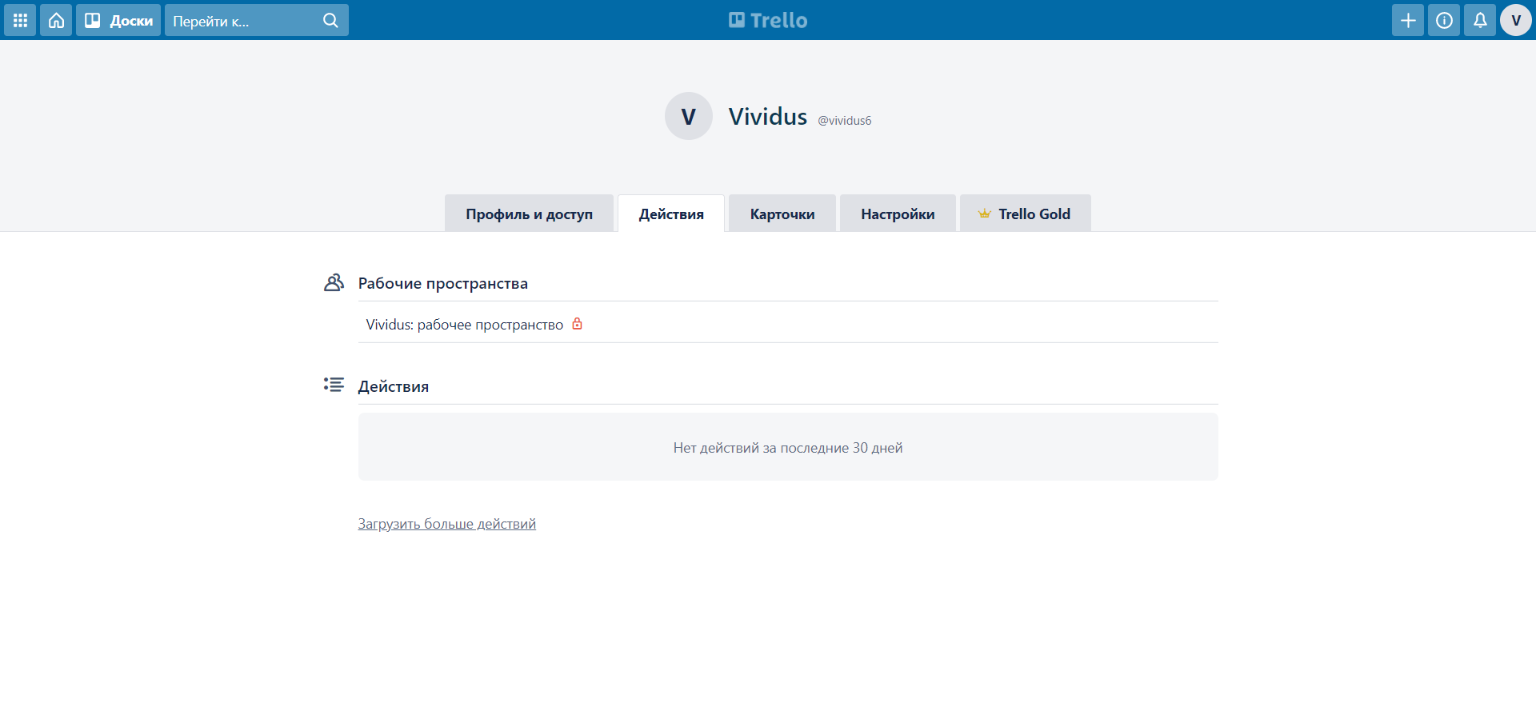 Доски Перейти к... Trello V
V Vividus @vividus6
Профиль и доступ Действия Карточки Настройки Trello Gold
Рабочие пространства
Vividus: рабочее пространство
Действия
Нет действий за последние 30 дней
Загрузить больше действий